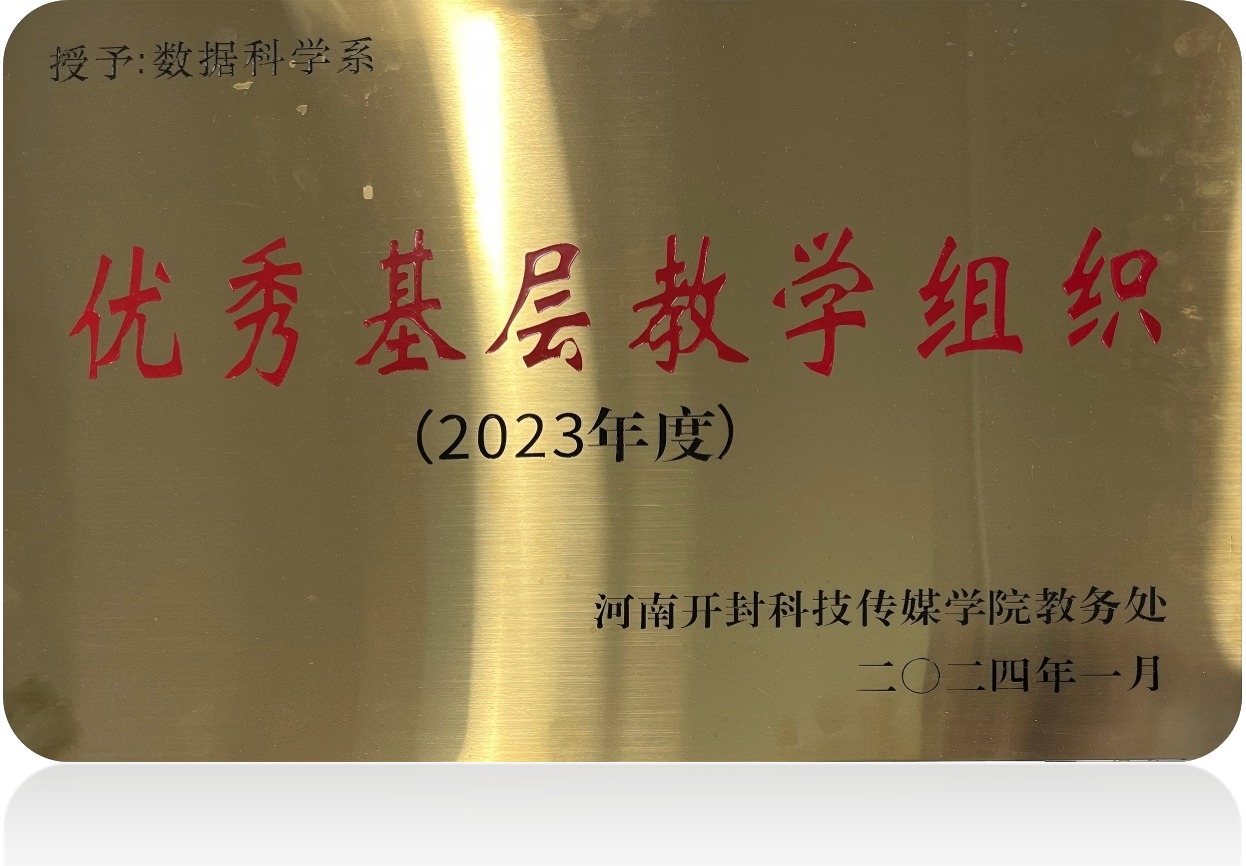 授予:数据科学系
优秀基层教学组织
(2023年度)
河南开封科技传媒学院教务处
二〇二四年一月